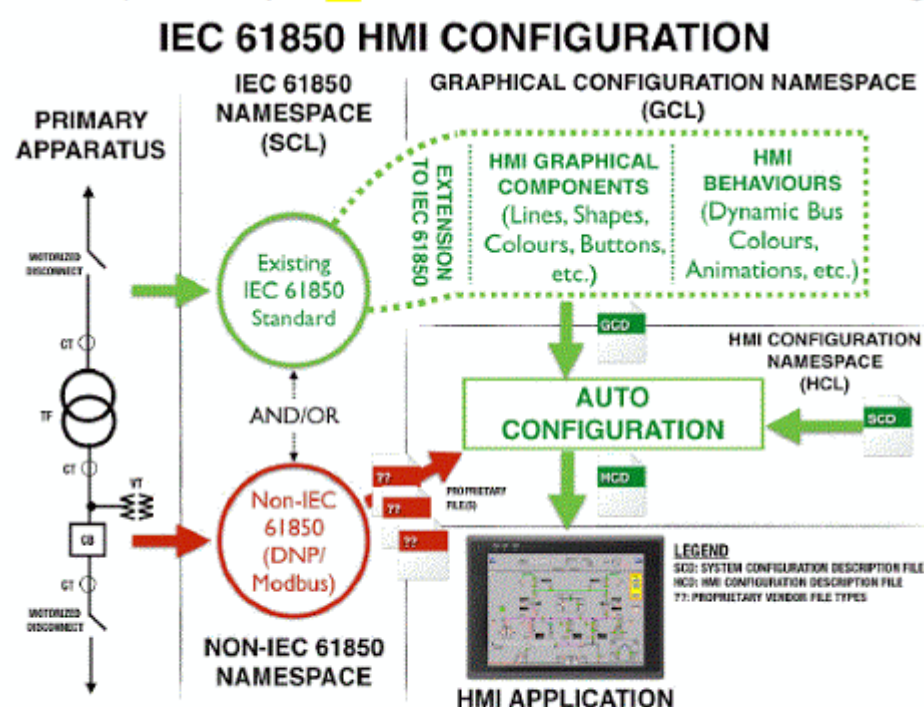 IEC 61850 HMI CONFIGURATION
PRIMARY
APPARATUS
MOTORIZED
DISCONNECT
CT
TF
CT
VT
CB
CT
MOTORIZED
DISCONNECT
IEC 61850
NAMESPACE
(SCL)
Existing
IEC 61850
Standard
AND/OR
Non-IEC
61850
(DNP/
Modbus)
NON-IEC 61850
NAMESPACE
GRAPHICAL CONFIGURATION NAMESPACE
(GCL)
EXTENSION
TO IEC 61850
HMI GRAPHICAL
COMPONENTS
(Lines, Shapes,
Colours, Buttons,
etc.)
HMI
BEHAVIOURS
(Dynamic Bus
Colours,
Animations, etc.)
GCD
HMI CONFIGURATION
NAMESPACE
(HCL)
AUTO
CONFIGURATION
SCD
HCD
??
??
??
PROPRIETARY
FILE(S)
LEGEND
SCD: SYSTEM CONFIGURATION DESCRIPTION FILE
HCD: HMI CONFIGURATION DESCRIPTION FILE
??: PROPRIETARY VENDOR FILE TYPES
HMI APPLICATION